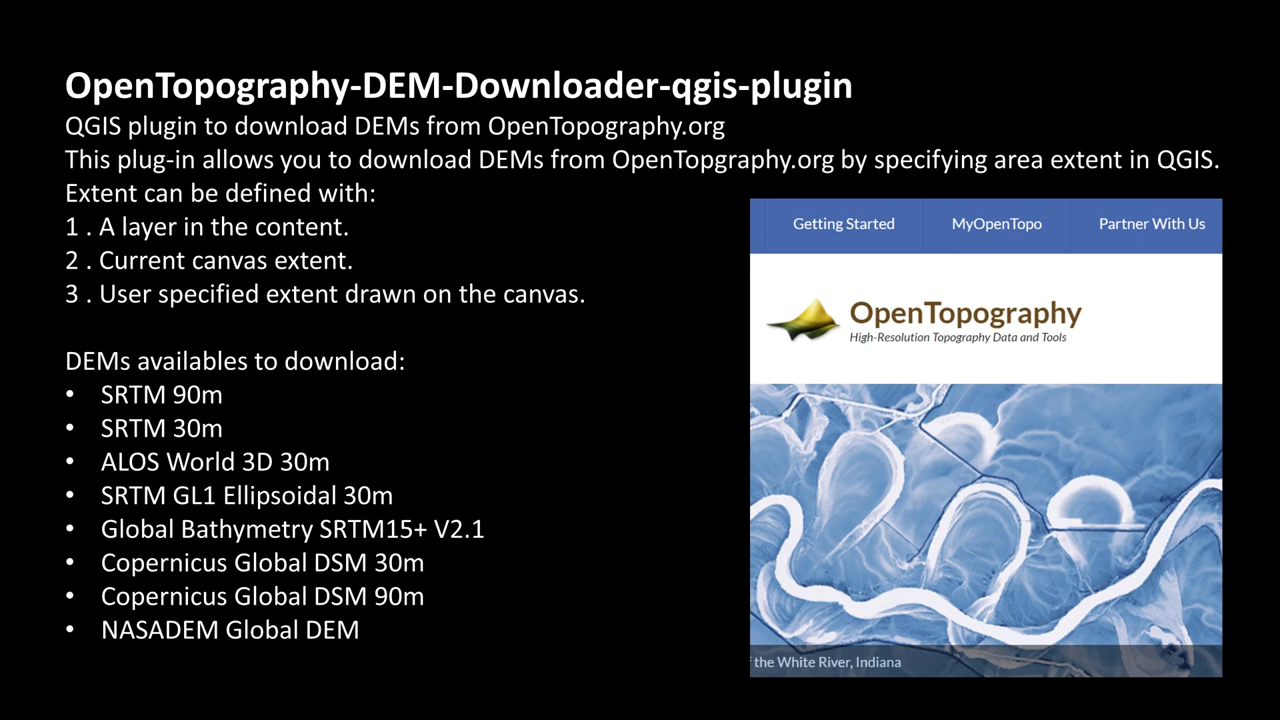 OpenTopography-DEM-Downloader-qgis-plugin
QGIS plugin to download DEMs from OpenTopography.org
This plug-in allows you to download DEMs from OpenTopgraphy.org by specifying area extent in QGIS.
Extent can be defined with:
1 . A layer in the content.
2 . Current canvas extent.
3 . User specified extent drawn on the canvas.
DEMs availables to download:
• SRTM 90m
• SRTM 30m
• ALOS World 3D 30m
• SRTM GL1 Ellipsoidal 30m
• Global Bathymetry SRTM15+ V2.1
• Copernicus Global DSM 30m
• Copernicus Global DSM 90m
• NASADEM Global DEM
Getting Started MyOpenTopo Partner With Us
OpenTopography
High-Resolution Topography Data and Tools
the White River, Indiana